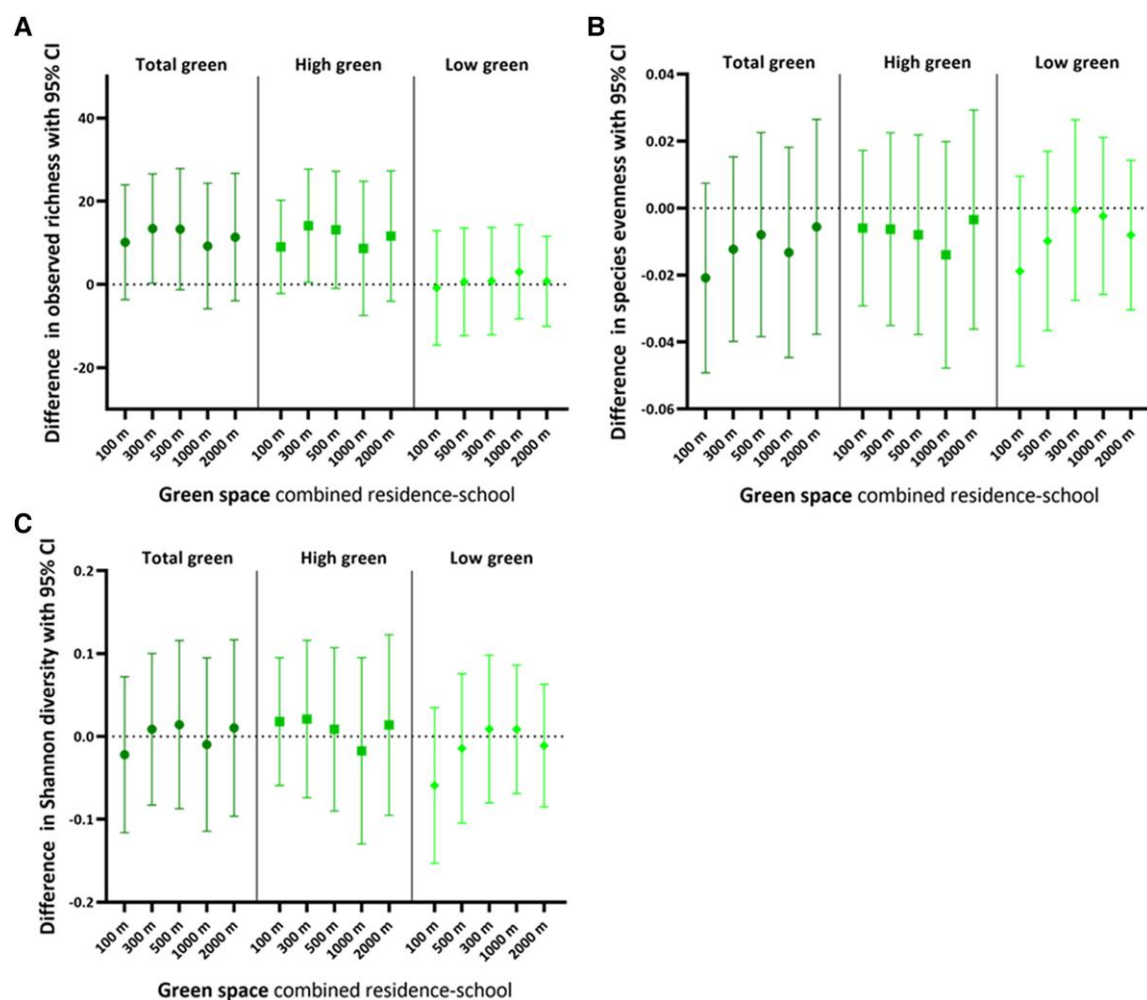 A
Difference in observed richness with 95% CI
Total green
High green
Low green
40
20
0
-20
100 m
300 m
500 m
1000 m
2000 m
100 m
300 m
500 m
1000 m
2000 m
100 m
500 m
300 m
1000 m
2000 m
Green space combined residence-school
B
Difference in species evenness with 95% CI
Total green
High green
Low green
0.04
0.02
0.00
-0.02
-0.04
-0.06
100 m
300 m
500 m
1000 m
2000 m
100 m
300 m
500 m
1000 m
2000 m
100 m
500 m
300 m
1000 m
2000 m
Green space combined residence-school
C
Difference in Shannon diversity with 95% CI
Total green
High green
Low green
0.2
0.1
0.0
-0.1
-0.2
100 m
300 m
500 m
1000 m
2000 m
100 m
300 m
500 m
1000 m
2000 m
100 m
500 m
300 m
1000 m
2000 m
Green space combined residence-school